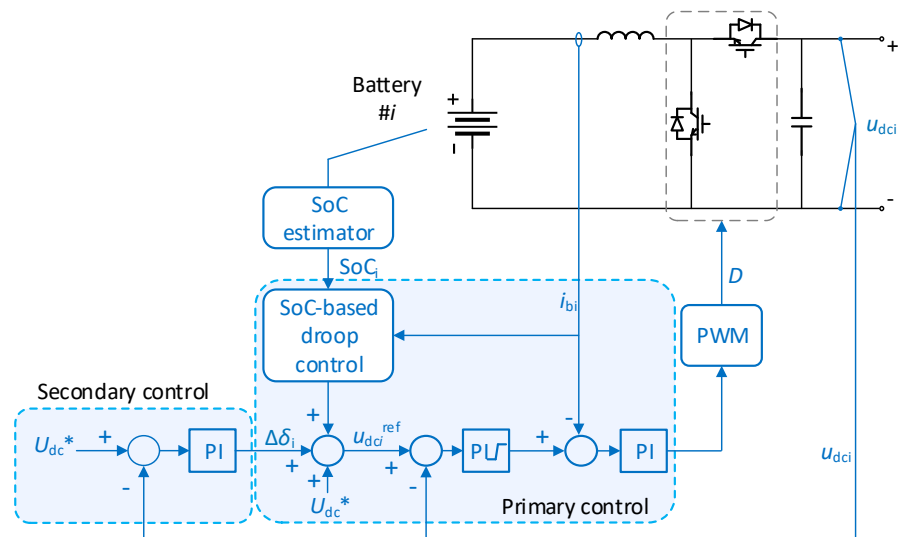 +
Battery
#i
+
-
u_dci
-
SoC
estimator
SoC_i
D
SoC-based
droop
control
i_bi
PWM
Secondary control
+
-
U_dc*
+
PI
Δδ_i
u_dci^ref
PI
+
PI
u_dci
-
+
+
+
-
U_dc*
Primary control